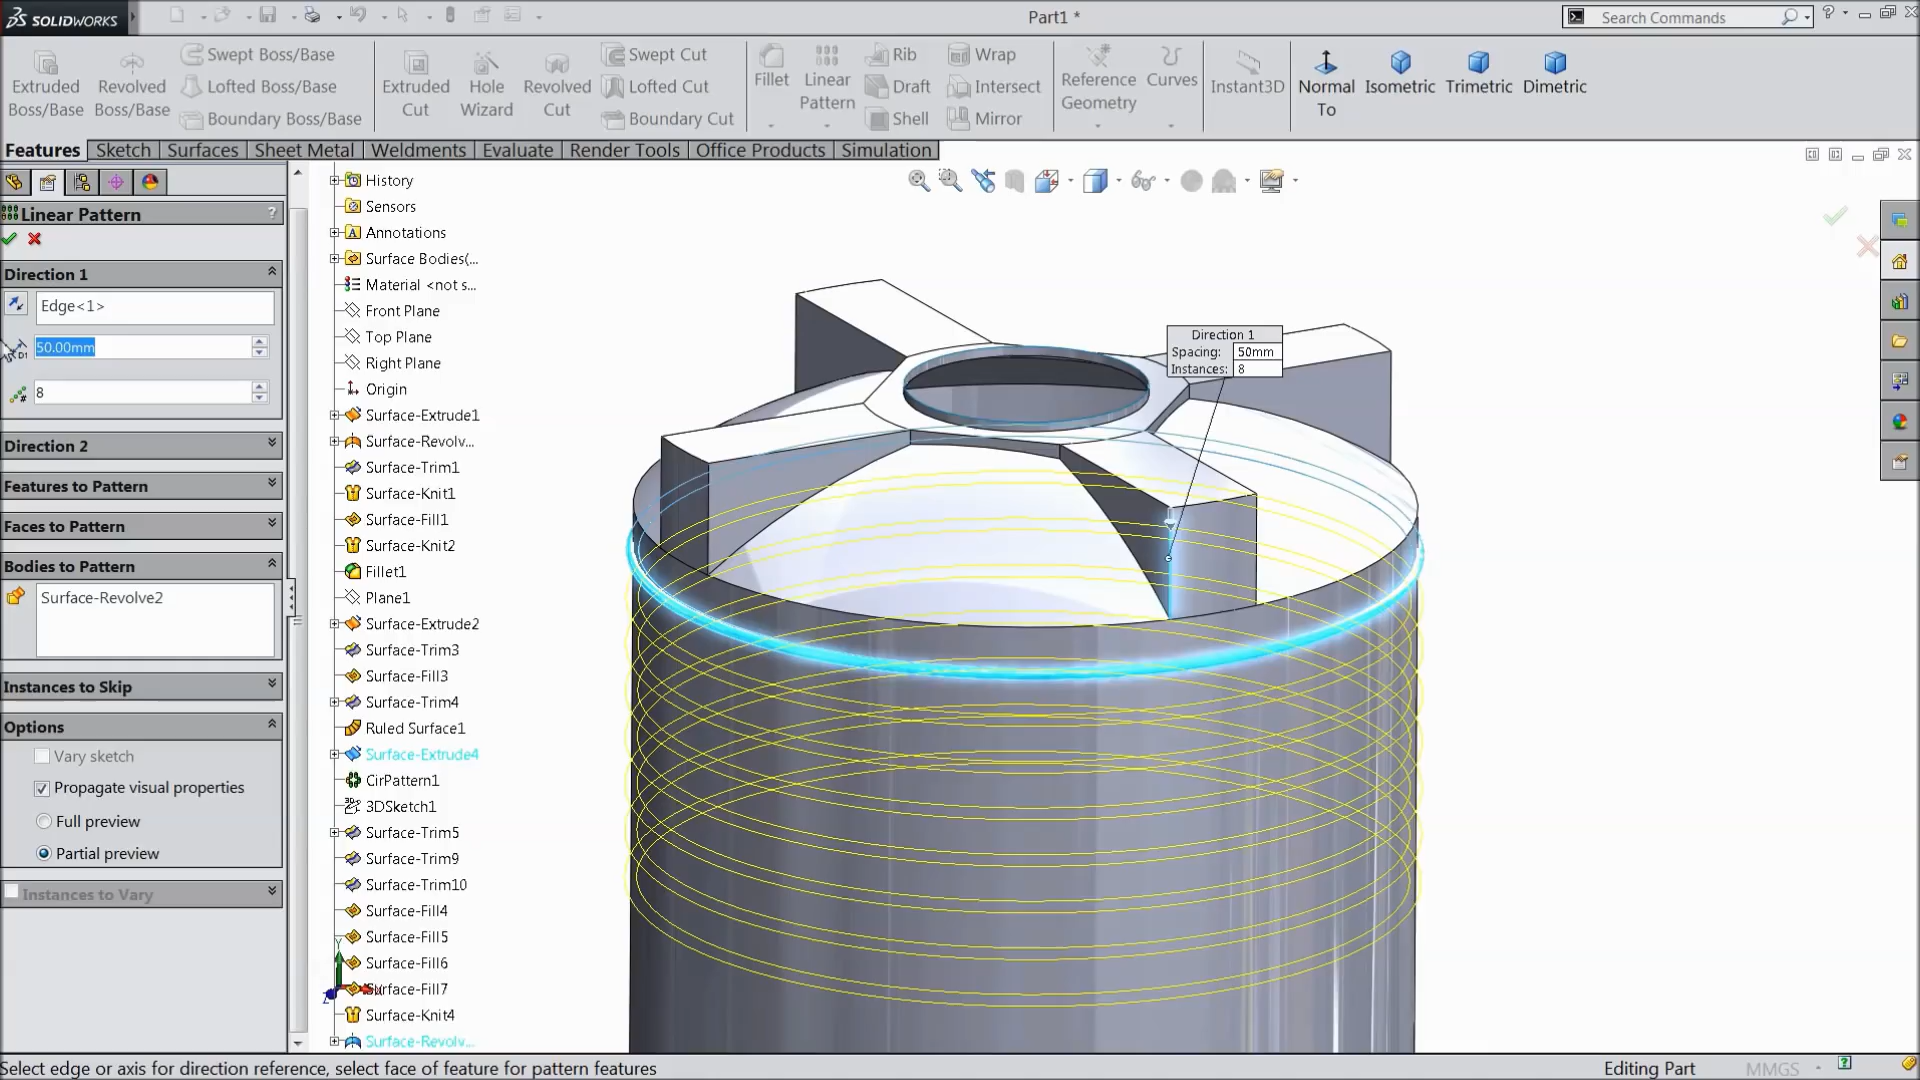 SOLIDWORKS
Part1 *
Search Commands
Extruded Boss/Base
Revolved Boss/Base
Swept Boss/Base
Lofted Boss/Base
Boundary Boss/Base
Extruded Cut
Hole Wizard
Revolved Cut
Swept Cut
Lofted Cut
Boundary Cut
Fillet
Linear Pattern
Rib
Draft
Shell
Wrap
Intersect
Mirror
Reference Geometry
Curves
Instant3D
Normal To
Isometric
Trimetric
Dimetric
Features
Sketch
Surfaces
Sheet Metal
Weldments
Evaluate
Render Tools
Office Products
Simulation
Linear Pattern
?
Direction 1
Edge<1>
50.00mm
8
Direction 2
Features to Pattern
Faces to Pattern
Bodies to Pattern
Surface-Revolve2
Instances to Skip
Options
Vary sketch
Propagate visual properties
Full preview
Partial preview
Instances to Vary
History
Sensors
Annotations
Surface Bodies(...
Material <not s...
Front Plane
Top Plane
Right Plane
Origin
Surface-Extrude1
Surface-Revolv...
Surface-Trim1
Surface-Knit1
Surface-Fill1
Surface-Knit2
Fillet1
Plane1
Surface-Extrude2
Surface-Trim3
Surface-Fill3
Surface-Trim4
Ruled Surface1
Surface-Extrude4
CirPattern1
3DSketch1
Surface-Trim5
Surface-Trim9
Surface-Trim10
Surface-Fill4
Surface-Fill5
Surface-Fill6
Surface-Fill7
Surface-Knit4
Surface-Revolv...
Direction 1
Spacing: 50mm
Instances: 8
Select edge or axis for direction reference, select face of feature for pattern features
Editing Part
MMGS